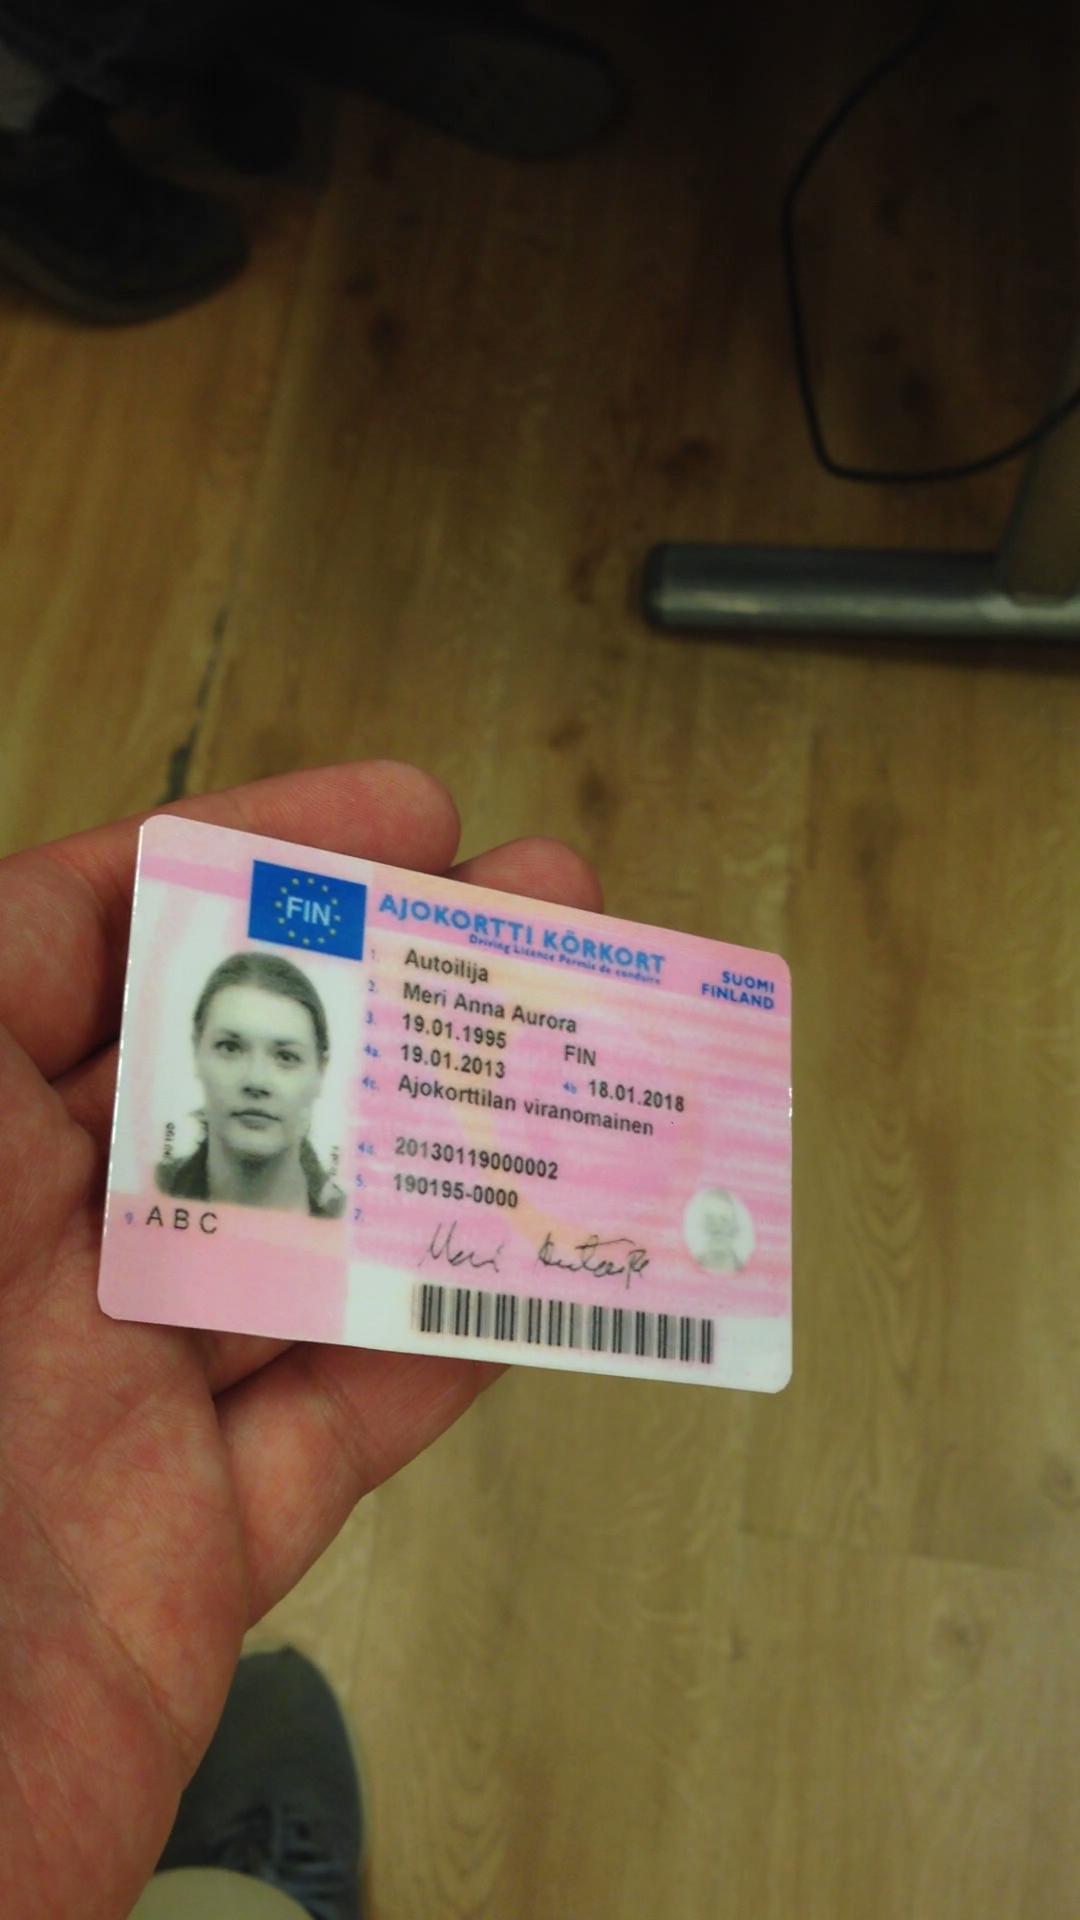 FIN
AJOKORTTI KÖRKORT
Driving Licence Permis de conduire
SUOMI
FINLAND
1. Autoilija
2. Meri Anna Aurora
3. 19.01.1995 FIN
4a. 19.01.2013 4b. 18.01.2018
4c. Ajokorttilan viranomainen
4d. 20130119000002
5. 190195-0000
7. Meri Autoilija
9. A B C